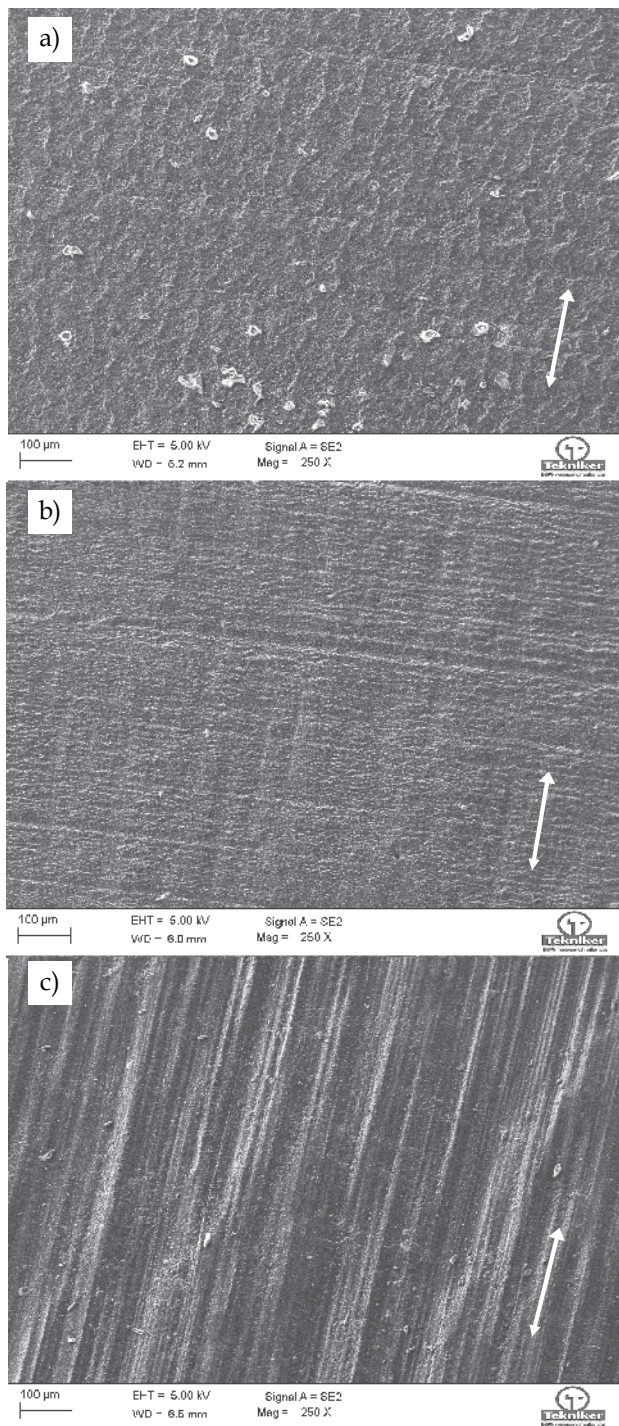 a)
100 µm
EHT = 5.00 kV
WD = 6.2 mm
Signal A = SE2
Mag = 250 X
Tekniker
b)
100 µm
EHT = 5.00 kV
WD = 6.0 mm
Signal A = SE2
Mag = 250 X
Tekniker
c)
100 µm
EHT = 5.00 kV
WD = 6.5 mm
Signal A = SE2
Mag = 250 X
Tekniker